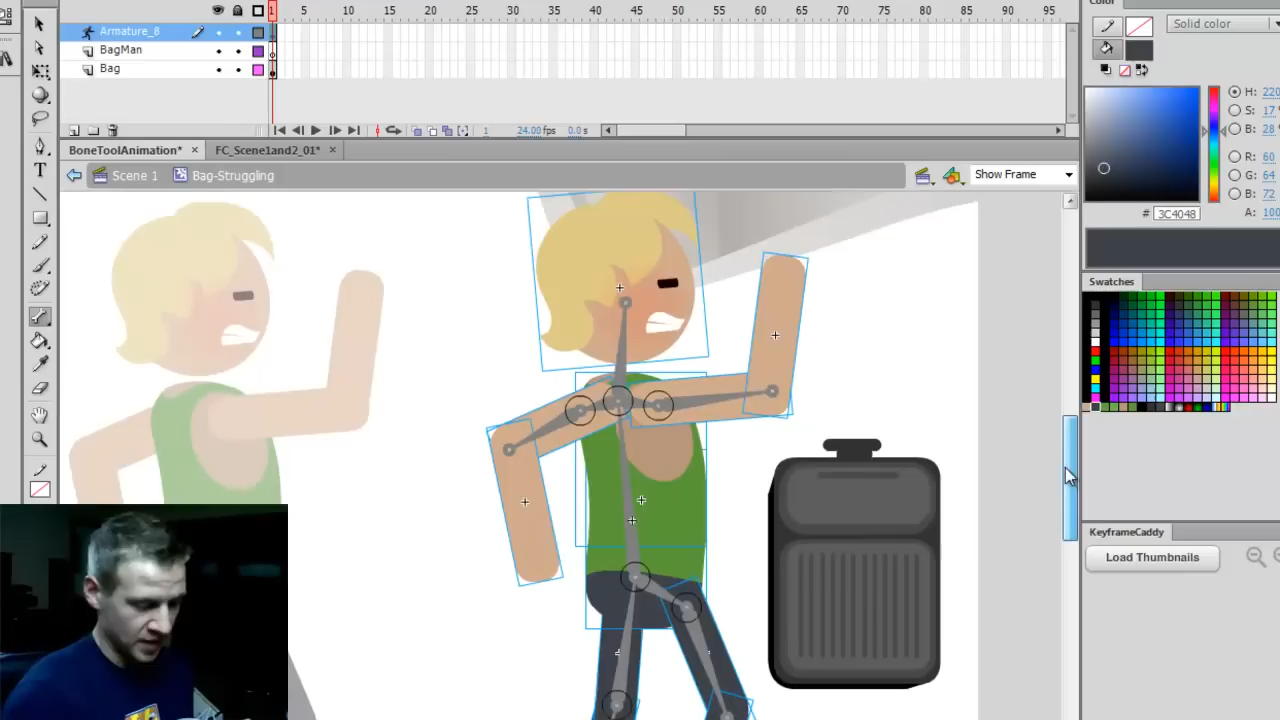 Color
1 5 10 15 20 25 30 35 40 45 50 55 60 65 70 75 80 85 90 95
Solid color
Armature_8
BagMan
Bag
H: 220
S: 17
B: 28
1 24.00 fps 0.0 s
BoneToolAnimation* × FC_Scene1and2_01* ×
R: 60
Scene 1 Bag-Struggling Show Frame
G: 64
B: 72
# 3C4048 A: 100
T
Swatches
KeyframeCaddy
Load Thumbnails